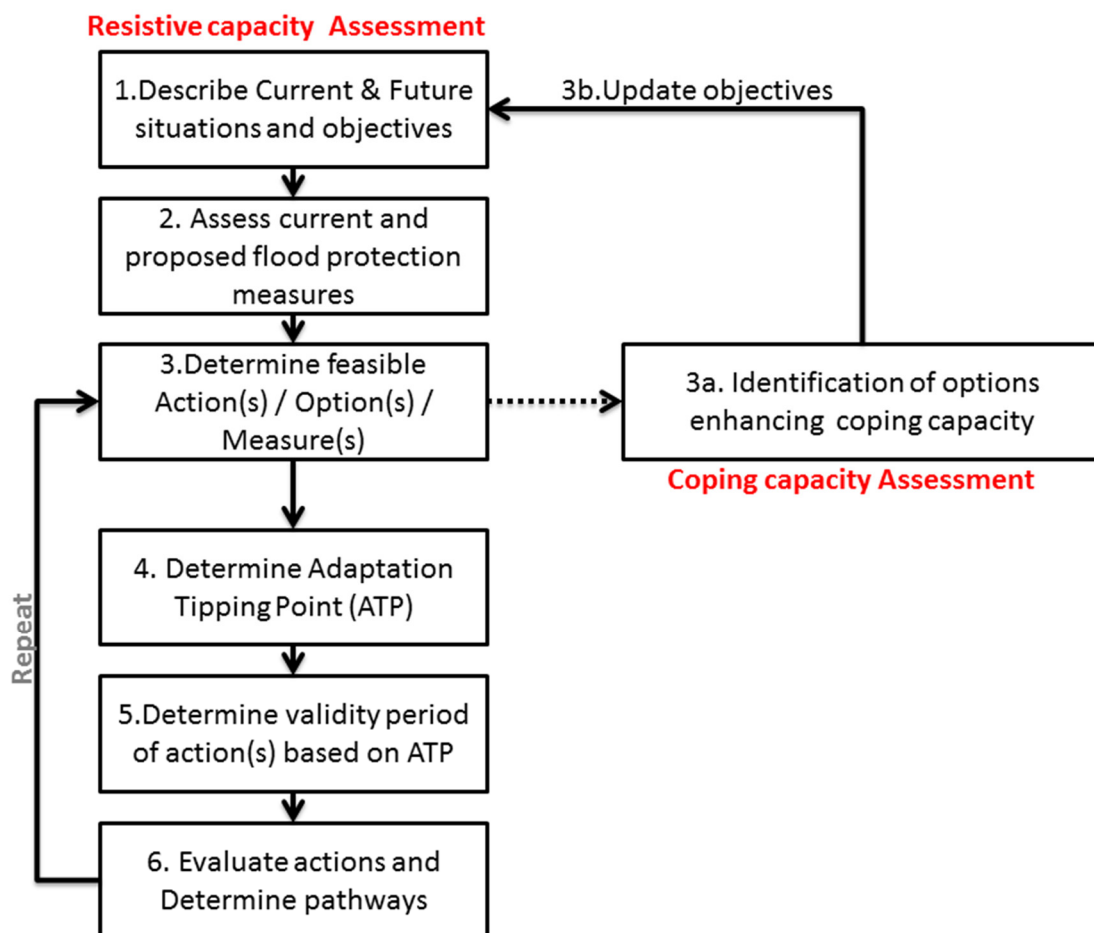 Resistive capacity Assessment
1.Describe Current & Future
situations and objectives
3b.Update objectives
2. Assess current and
proposed flood protection
measures
3.Determine feasible
Action(s) / Option(s) /
Measure(s)
3a. Identification of options
enhancing coping capacity
Coping capacity Assessment
4. Determine Adaptation
Tipping Point (ATP)
Repeat
5.Determine validity period
of action(s) based on ATP
6. Evaluate actions and
Determine pathways